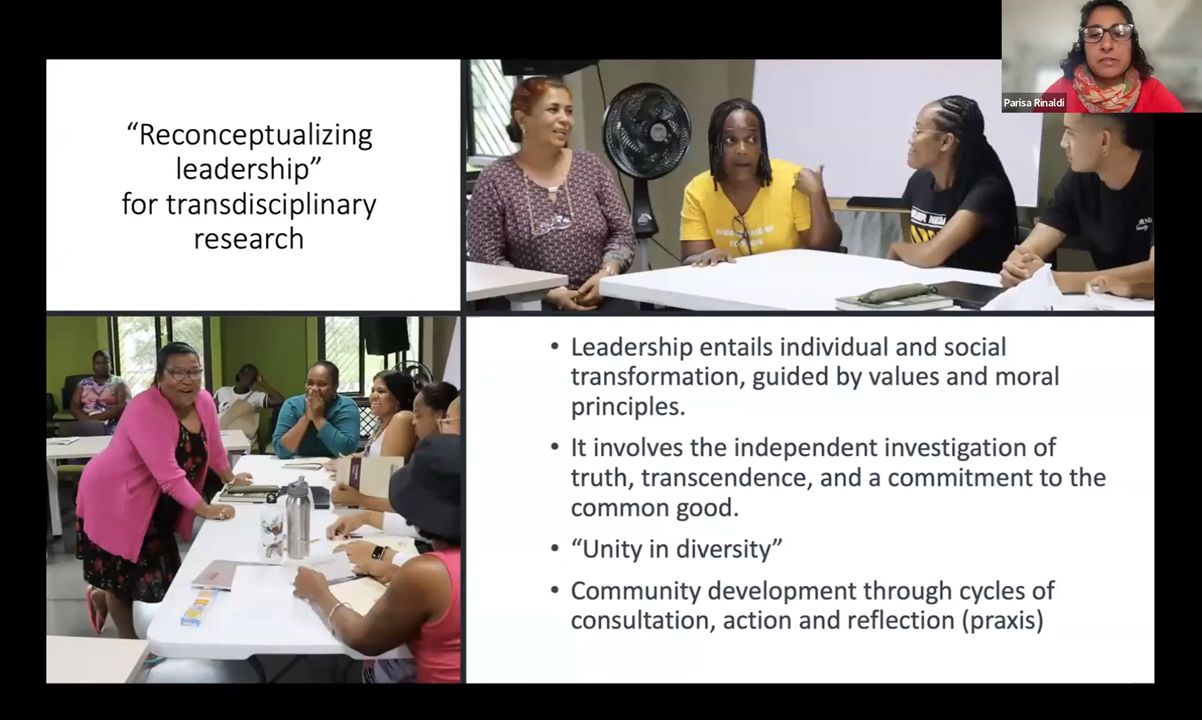 Parisa Rinaldi
“Reconceptualizing
leadership”
for transdisciplinary
research
• Leadership entails individual and social
transformation, guided by values and moral
principles.
• It involves the independent investigation of
truth, transcendence, and a commitment to the
common good.
• “Unity in diversity”
• Community development through cycles of
consultation, action and reflection (praxis)